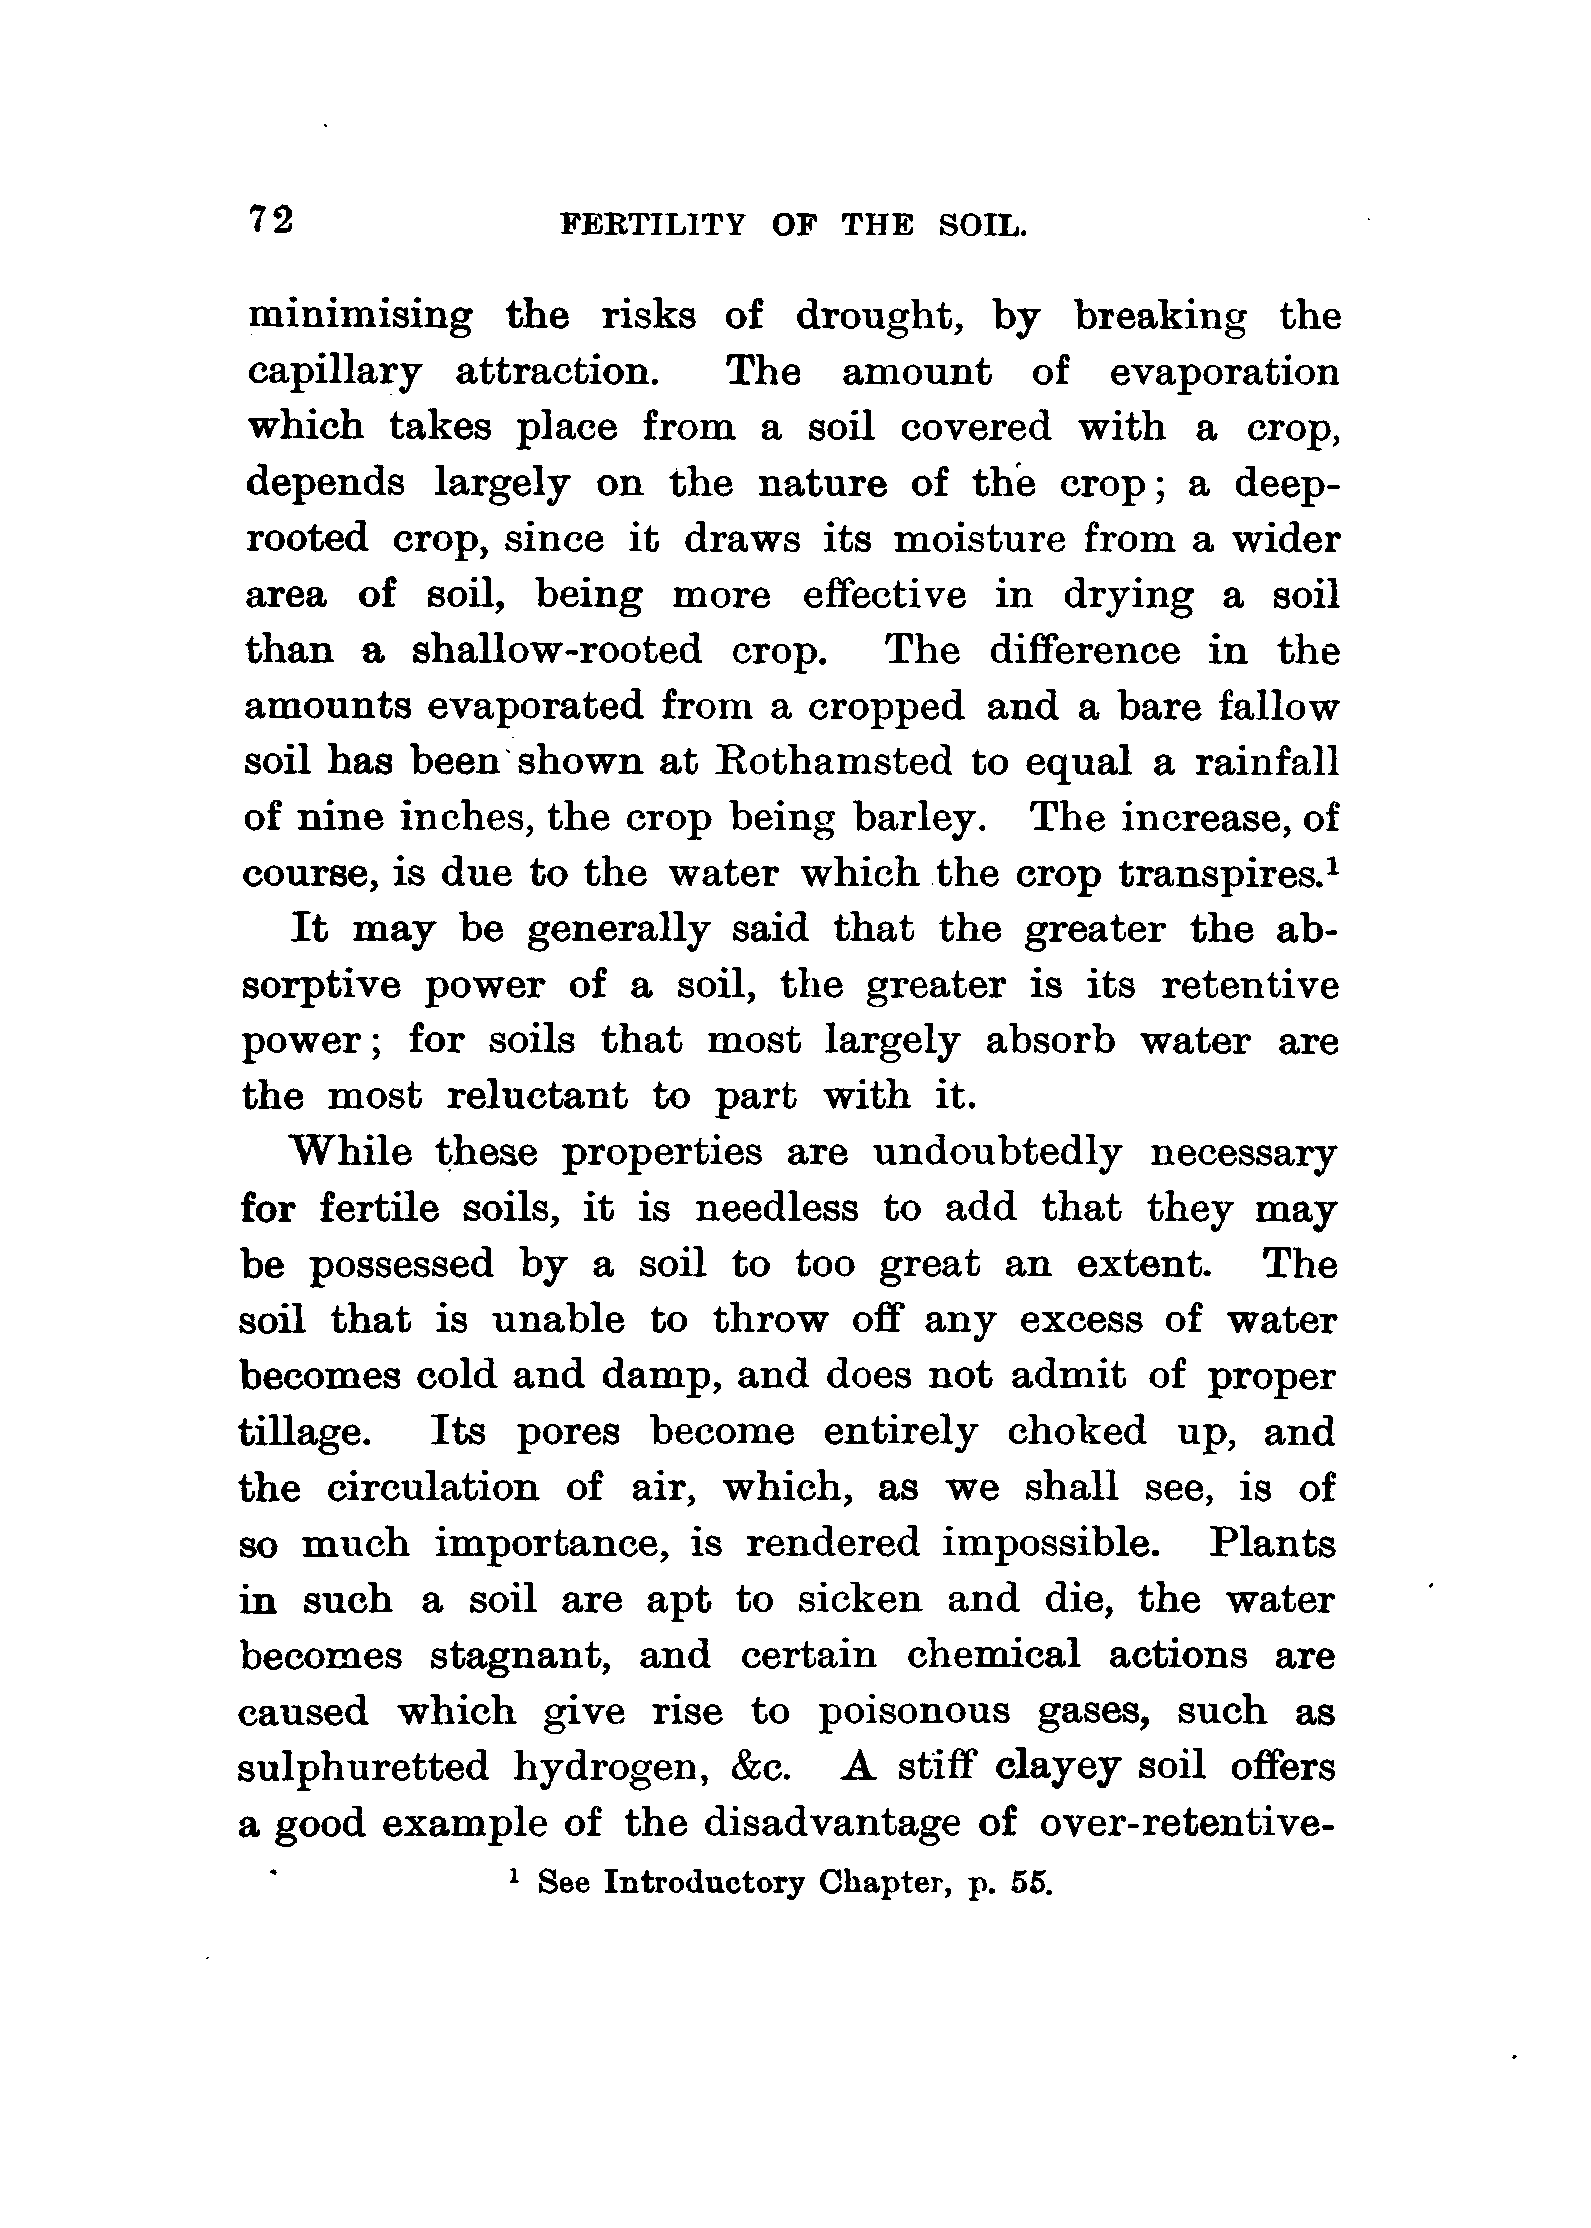 72 FERTILITY OF THE SOIL.
minimising the risks of drought, by breaking the
capillary attraction. The amount of evaporation
which takes place from a soil covered with a crop,
depends largely on the nature of the crop; a deep-
rooted crop, since it draws its moisture from a wider
area of soil, being more effective in drying a soil
than a shallow-rooted crop. The difference in the
amounts evaporated from a cropped and a bare fallow
soil has been shown at Rothamsted to equal a rainfall
of nine inches, the crop being barley. The increase, of
course, is due to the water which the crop transpires.¹
It may be generally said that the greater the ab-
sorptive power of a soil, the greater is its retentive
power; for soils that most largely absorb water are
the most reluctant to part with it.
While these properties are undoubtedly necessary
for fertile soils, it is needless to add that they may
be possessed by a soil to too great an extent. The
soil that is unable to throw off any excess of water
becomes cold and damp, and does not admit of proper
tillage. Its pores become entirely choked up, and
the circulation of air, which, as we shall see, is of
so much importance, is rendered impossible. Plants
in such a soil are apt to sicken and die, the water
becomes stagnant, and certain chemical actions are
caused which give rise to poisonous gases, such as
sulphuretted hydrogen, &c. A stiff clayey soil offers
a good example of the disadvantage of over-retentive-
¹ See Introductory Chapter, p. 55.